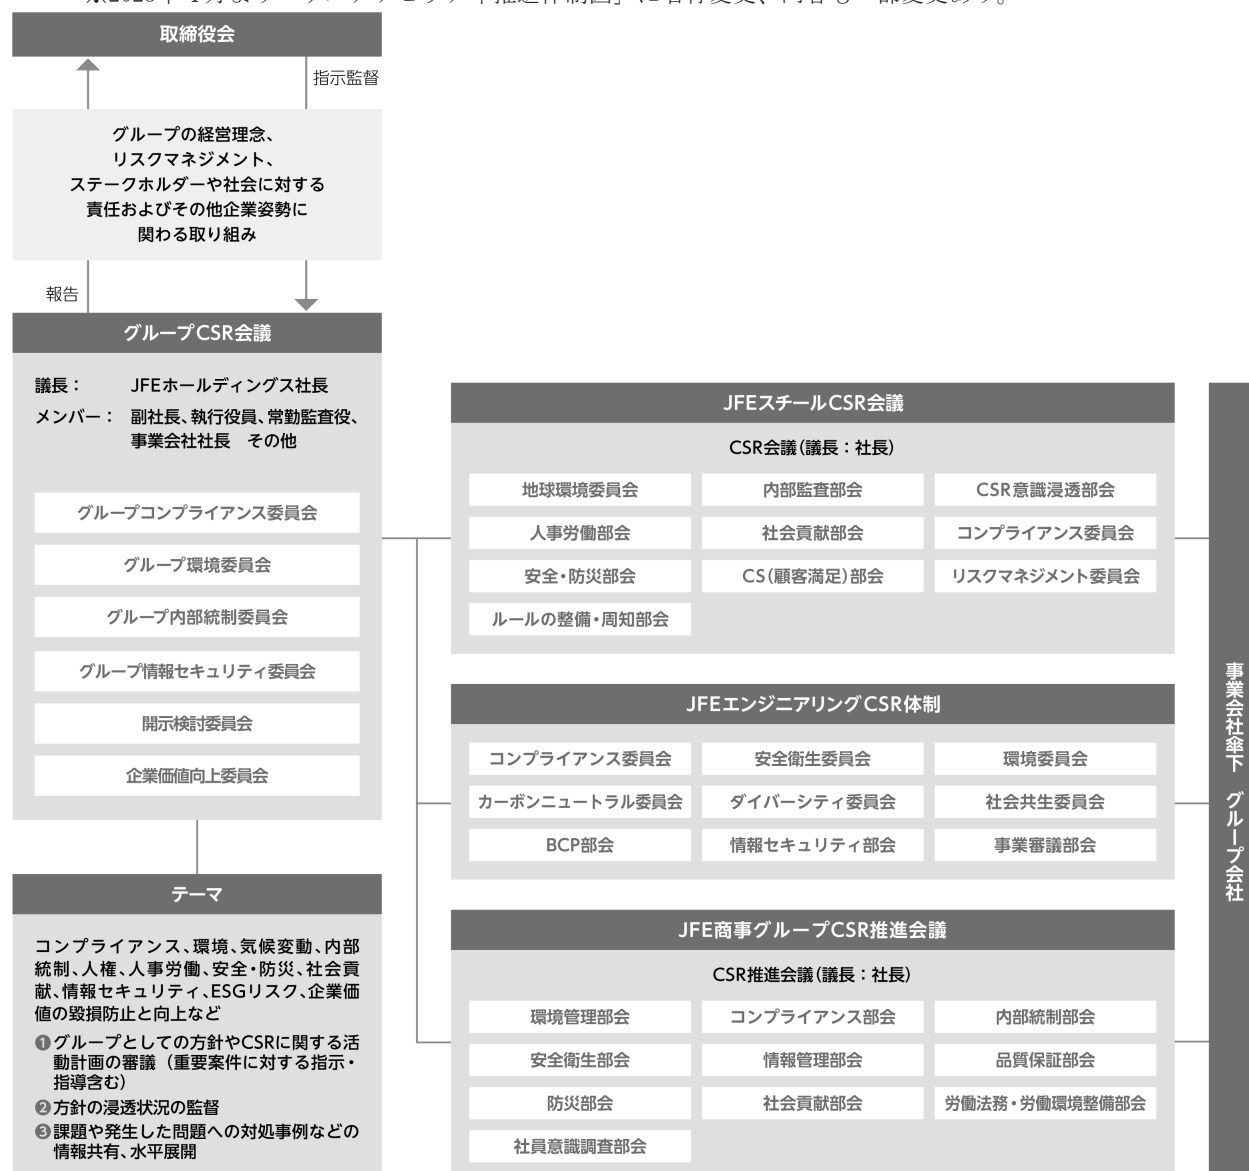 取締役会
指示監督
グループの経営理念、
リスクマネジメント、
ステークホルダーや社会に対する
責任およびその他企業姿勢に
関わる取り組み
報告
グループCSR会議
議長： JFEホールディングス社長
メンバー： 副社長、執行役員、常勤監査役、
事業会社社長 その他
グループコンプライアンス委員会
グループ環境委員会
グループ内部統制委員会
グループ情報セキュリティ委員会
開示検討委員会
企業価値向上委員会
テーマ
コンプライアンス、環境、気候変動、内部
統制、人権、人事労働、安全・防災、社会貢
献、情報セキュリティ、ESGリスク、企業価
値の毀損防止と向上など
❶グループとしての方針やCSRに関する活
動計画の審議（重要案件に対する指示・
指導含む）
❷方針の浸透状況の監督
❸課題や発生した問題への対処事例などの
情報共有、水平展開
JFEスチールCSR会議
CSR会議（議長：社長）
地球環境委員会 内部監査部会 CSR意識浸透部会
人事労働部会 社会貢献部会 コンプライアンス委員会
安全・防災部会 CS（顧客満足）部会 リスクマネジメント委員会
ルールの整備・周知部会
JFEエンジニアリングCSR体制
コンプライアンス委員会 安全衛生委員会 環境委員会
カーボンニュートラル委員会 ダイバーシティ委員会 社会共生委員会
BCP部会 情報セキュリティ部会 事業審議部会
JFE商事グループCSR推進会議
CSR推進会議（議長：社長）
環境管理部会 コンプライアンス部会 内部統制部会
安全衛生部会 情報管理部会 品質保証部会
防災部会 社会貢献部会 労働法務・労働環境整備部会
社員意識調査部会
事業会社傘下 グループ会社